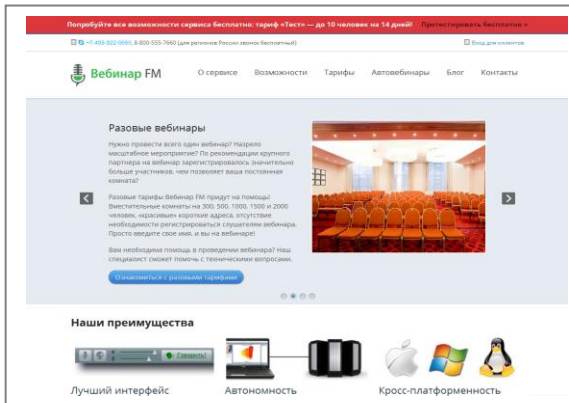 Попробуйте все возможности сервиса бесплатно: тариф «Тест» — до 10 человек на 14 дней! Протестировать бесплатно »
+7-495-922-0655, 8-800-555-7660 (для регионов России звонок бесплатный) Вход для клиентов
Вебинар FM О сервисе Возможности Тарифы Автовебинары Блог Контакты
Разовые вебинары
Нужно провести всего один вебинар? Назрело
масштабное мероприятие? По рекомендации крупного
партнера на вебинар зарегистрировалось значительно
больше участников, чем позволяет ваша постоянная
комната?
Разовые тарифы Вебинар FM придут на помощь!
Вместительные комнаты на 300, 500, 1000, 1500 и 2000
человек, «красивые» короткие адреса, отсутствие
необходимости регистрироваться слушателям вебинара.
Просто введите свое имя, и вы на вебинаре!
Вам необходима помощь в проведении вебинара? Наш
специалист сможет помочь с техническими вопросами.
Ознакомиться с разовыми тарифами
Наши преимущества
Лучший интерфейс Автономность Кросс-платформенность